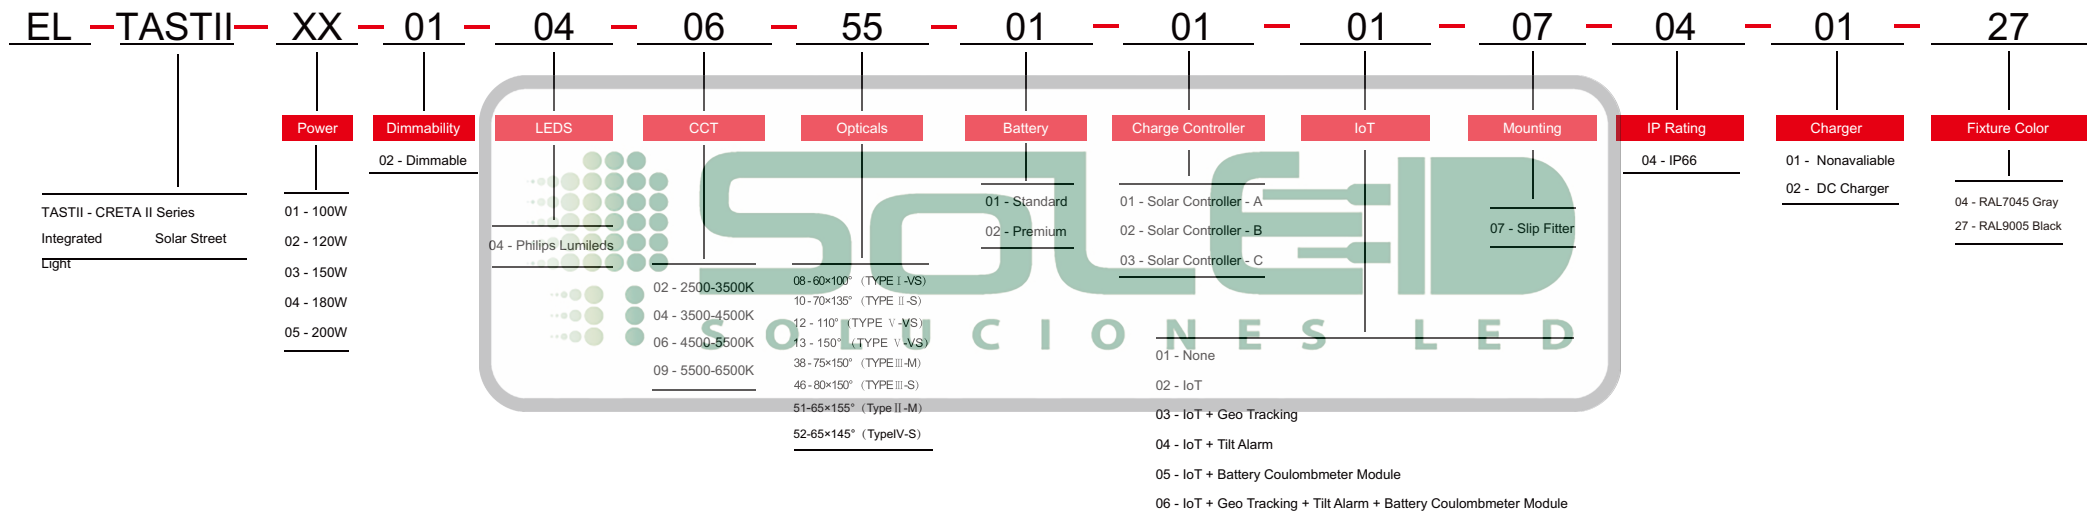 EL — TASTII — XX — 01 — 04 — 06 — 55 — 01 — 01 — 01 — 07 — 04 — 01 — 27
Power
Dimmability
LEDS
CCT
Opticals
Battery
Charge Controller
IoT
Mounting
IP Rating
Charger
Fixture Color
TASTII - CRETA II Series
Integrated Solar Street
Light
01 - 100W
02 - 120W
03 - 150W
04 - 180W
05 - 200W
02 - Dimmable
04 - Philips Lumileds
02 - 2500-3500K
04 - 3500-4500K
06 - 4500-5500K
09 - 5500-6500K
08-60×100° (TYPE Ⅰ-VS)
10-70×135° (TYPE Ⅱ-S)
12 - 110° (TYPE Ⅴ-VS)
13 - 150° (TYPE Ⅴ-VS)
38-75×150° (TYPEⅢ-M)
46-80×150° (TYPEⅢ-S)
51-65×155° (TypeⅡ-M)
52-65×145° (TypeIV-S)
01 - Standard
02 - Premium
01 - Solar Controller - A
02 - Solar Controller - B
03 - Solar Controller - C
01 - None
02 - IoT
03 - IoT + Geo Tracking
04 - IoT + Tilt Alarm
05 - IoT + Battery Coulombmeter Module
06 - IoT + Geo Tracking + Tilt Alarm + Battery Coulombmeter Module
07 - Slip Fitter
04 - IP66
01 - Nonavaliable
02 - DC Charger
04 - RAL7045 Gray
27 - RAL9005 Black
SOLED
SOLUCIONES LED